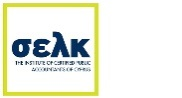 σελκ
THE INSTITUTE OF CERTIFIED PUBLIC
ACCOUNTANTS OF CYPRUS